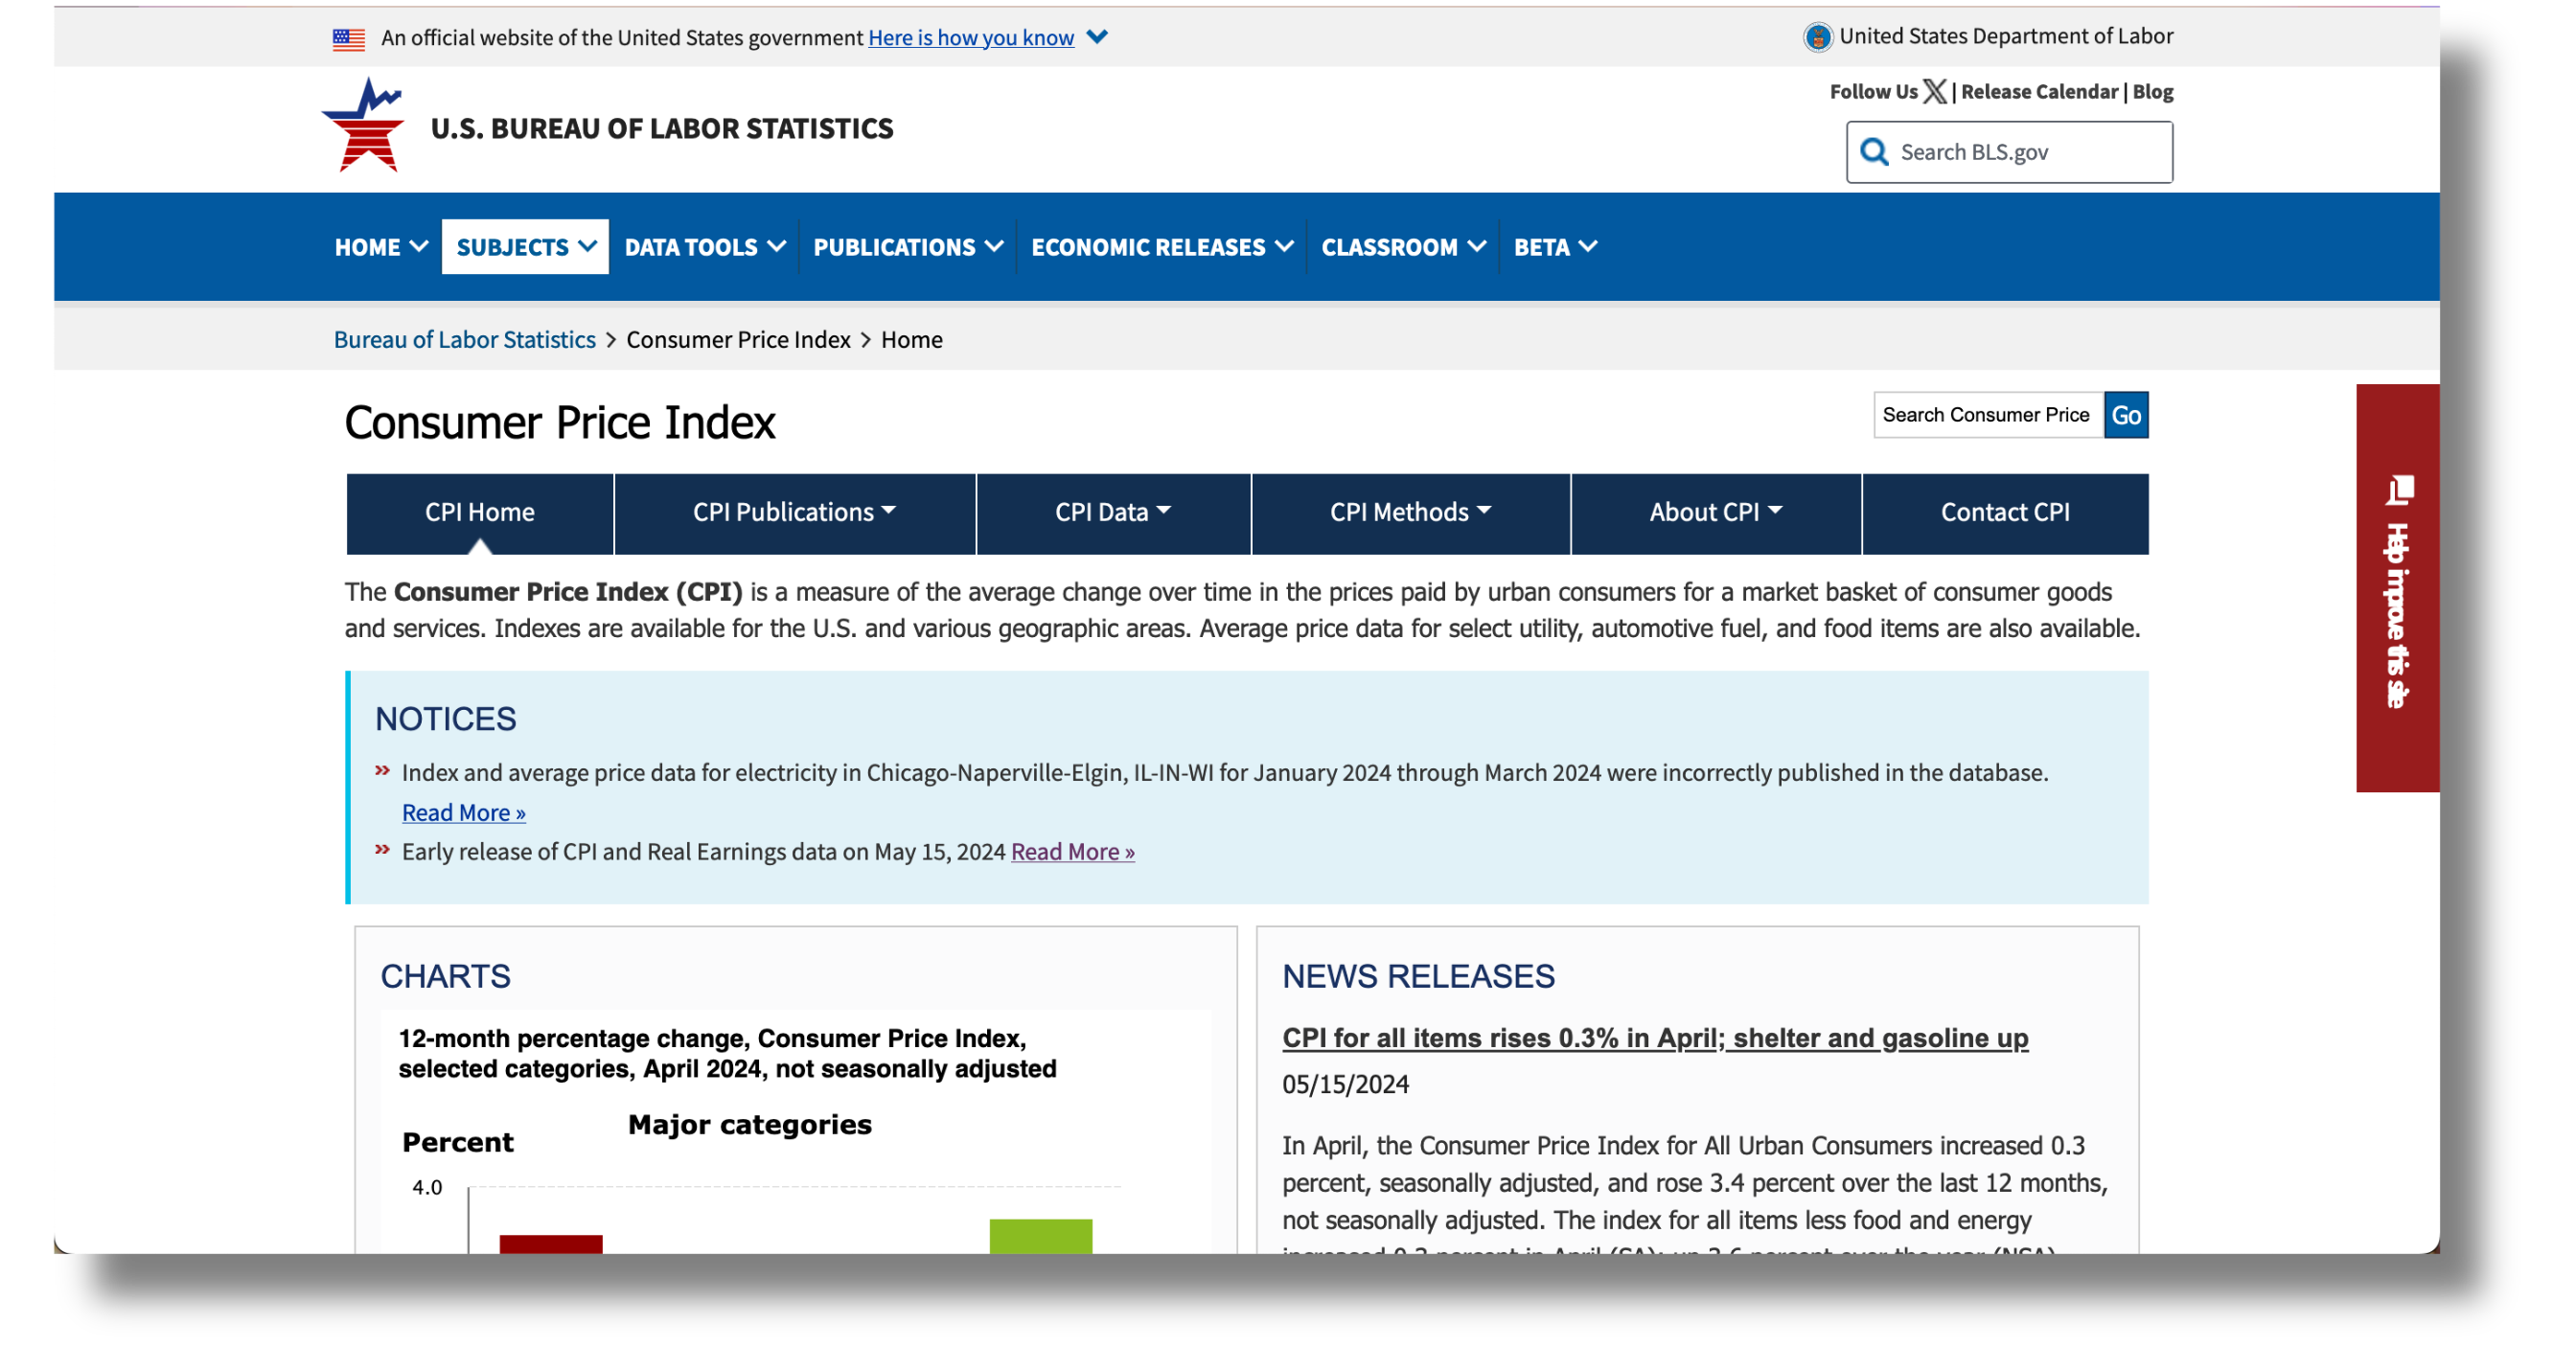 An official website of the United States government Here is how you know
United States Department of Labor
Follow Us X | Release Calendar | Blog
U.S. BUREAU OF LABOR STATISTICS
Search BLS.gov
HOME SUBJECTS DATA TOOLS PUBLICATIONS ECONOMIC RELEASES CLASSROOM BETA
Bureau of Labor Statistics > Consumer Price Index > Home
Consumer Price Index
Search Consumer Price Go
CPI Home CPI Publications CPI Data CPI Methods About CPI Contact CPI
Help improve this site
The Consumer Price Index (CPI) is a measure of the average change over time in the prices paid by urban consumers for a market basket of consumer goods
and services. Indexes are available for the U.S. and various geographic areas. Average price data for select utility, automotive fuel, and food items are also available.
NOTICES
» Index and average price data for electricity in Chicago-Naperville-Elgin, IL-IN-WI for January 2024 through March 2024 were incorrectly published in the database.
Read More »
» Early release of CPI and Real Earnings data on May 15, 2024 Read More »
CHARTS
12-month percentage change, Consumer Price Index,
selected categories, April 2024, not seasonally adjusted
Major categories
Percent
4.0
NEWS RELEASES
CPI for all items rises 0.3% in April; shelter and gasoline up
05/15/2024
In April, the Consumer Price Index for All Urban Consumers increased 0.3
percent, seasonally adjusted, and rose 3.4 percent over the last 12 months,
not seasonally adjusted. The index for all items less food and energy